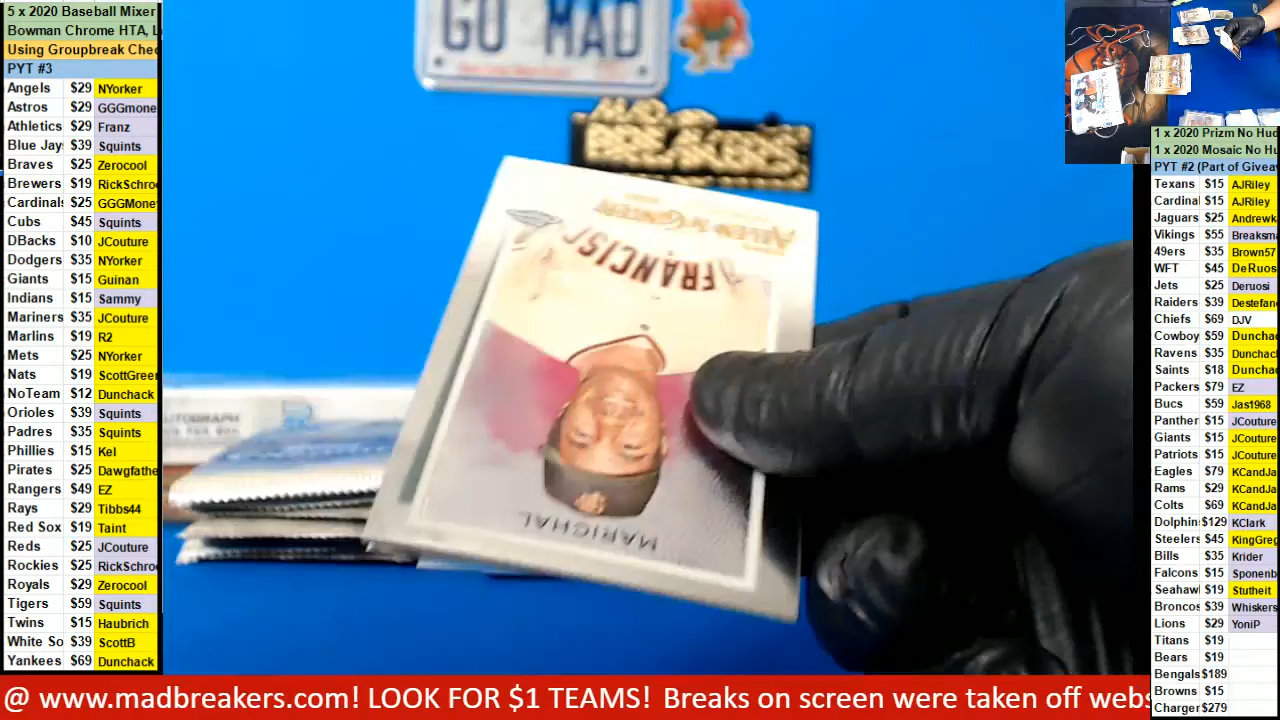 5 x 2020 Baseball Mixer
Bowman Chrome HTA, L
Using Groupbreak Chec
PYT #3
Angels $29 NYorker
Astros $29 GGGmone
Athletics $29 Franz
Blue Jay $39 Squints
Braves $25 Zerocool
Brewers $19 RickSchro
Cardinals $25 GGGMone
Cubs $45 Squints
DBacks $10 JCouture
Dodgers $35 NYorker
Giants $15 Guinan
Indians $15 Sammy
Mariners $35 JCouture
Marlins $19 R2
Mets $25 NYorker
Nats $19 ScottGreer
NoTeam $12 Dunchack
Orioles $39 Squints
Padres $35 Squints
Phillies $15 Kel
Pirates $25 Dawgfathe
Rangers $49 EZ
Rays $29 Tibbs44
Red Sox $19 Taint
Reds $25 JCouture
Rockies $25 RickSchro
Royals $29 Zerocool
Tigers $59 Squints
Twins $15 Haubrich
White So $39 ScottB
Yankees $69 Dunchack
GO MAD
MAD
BREAKERS
ALLEN & GINTER
FRANCIS
MARICHAL
AUTOGRAPH
1 x 2020 Prizm No Hud
1 x 2020 Mosaic No Hu
PYT #2 (Part of Giveav
Texans $15 AJRiley
Cardina $15 AJRiley
Jaguars $25 Andrewk
Vikings $55 Breaksma
49ers $35 Brown57
WFT $45 DeRuos
Jets $25 Deruosi
Raiders $39 Destefan
Chiefs $69 DJV
Cowboy $59 Dunchac
Ravens $35 Dunchac
Saints $18 Dunchac
Packers $79 EZ
Bucs $59 Jas1968
Panther $15 JCouture
Giants $15 JCouture
Patriots $15 JCouture
Eagles $79 KCandJa
Rams $29 KCandJa
Colts $69 KCandJa
Dolphin $129 KClark
Steelers $45 KingGreg
Bills $35 Krider
Falcons $15 Sponenb
Seahawl $19 Stutheit
Broncos $39 Whiskers
Lions $29 YoniP
Titans $19
Bears $19
Bengals $189
Browns $15
Charger $279
@ www.madbreakers.com! LOOK FOR $1 TEAMS! Breaks on screen were taken off webs